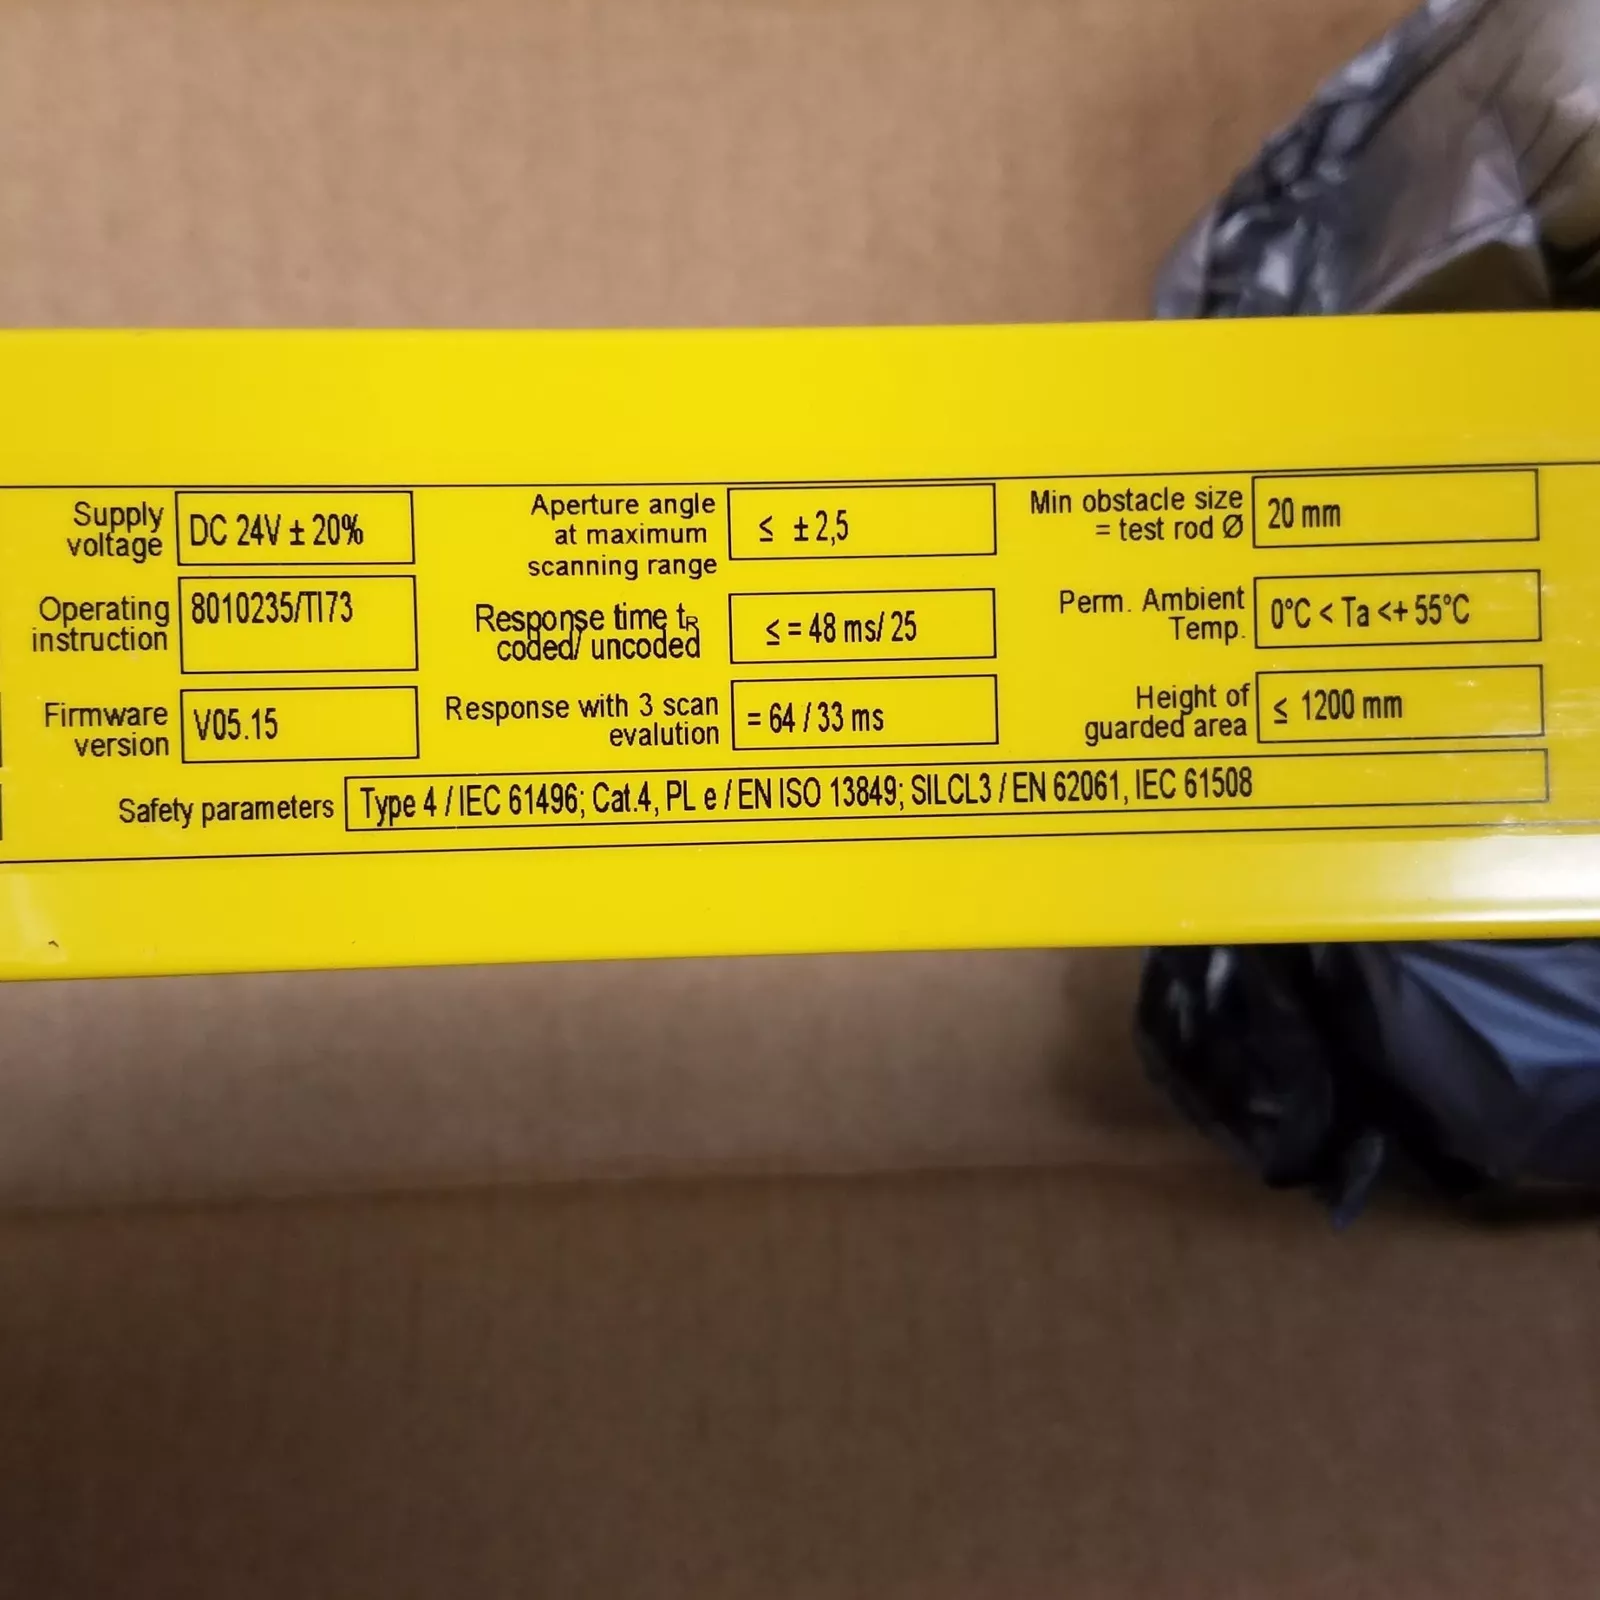 Supply voltage DC 24V ± 20%
Aperture angle at maximum scanning range ≤ ±2,5
Min obstacle size = test rod Ø 20 mm
Operating instruction 8010235/TI73
Response time tR coded/ uncoded ≤ = 48 ms/ 25
Perm. Ambient Temp. 0°C < Ta <+ 55°C
Firmware version V05.15
Response with 3 scan evalution = 64 / 33 ms
Height of guarded area ≤ 1200 mm
Safety parameters Type 4 / IEC 61496; Cat.4, PL e / EN ISO 13849; SILCL3 / EN 62061, IEC 61508